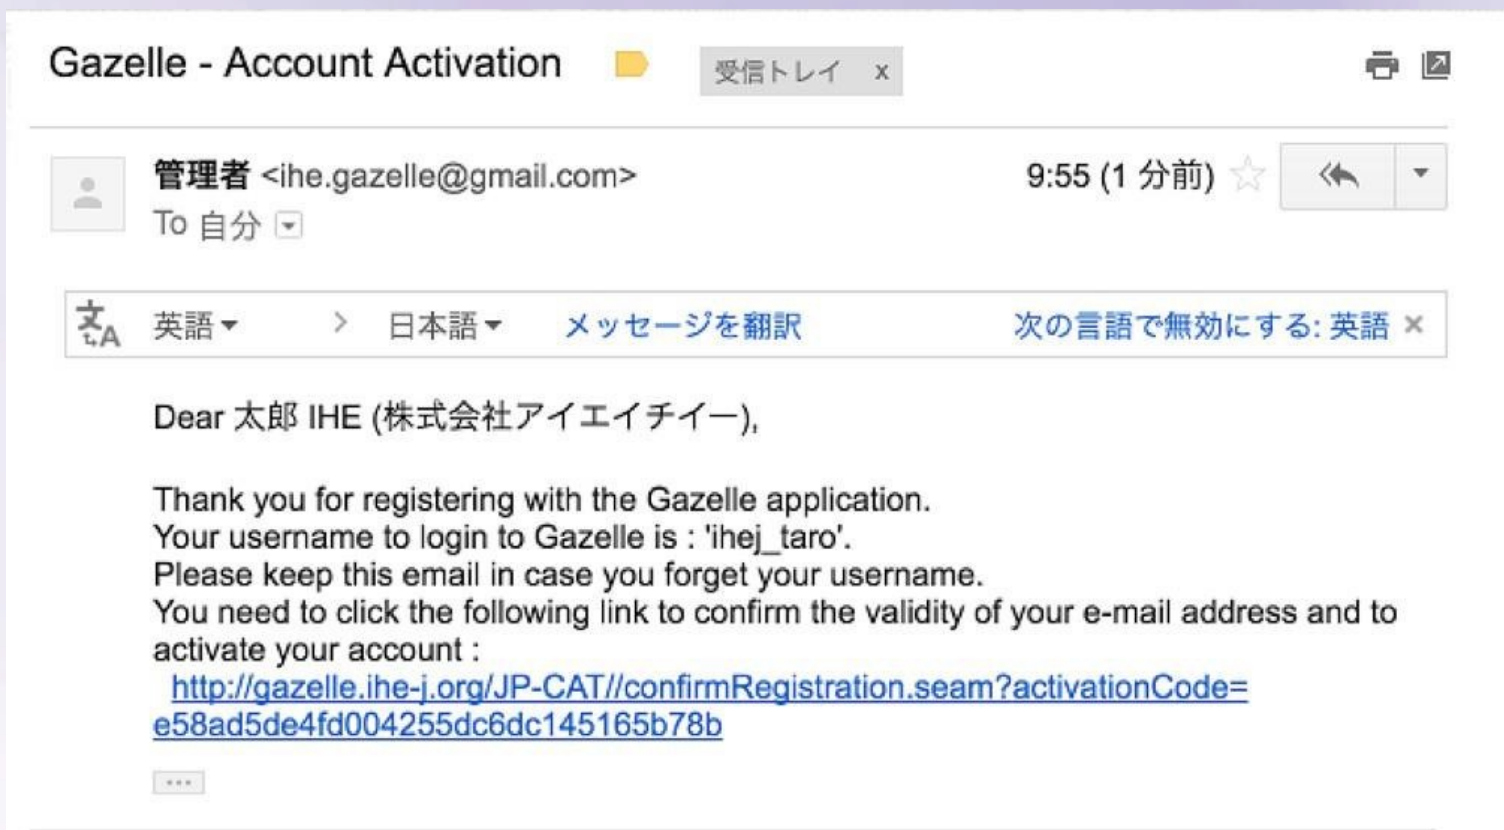 Gazelle - Account Activation 受信トレイ x
管理者 <ihe.gazelle@gmail.com> 9:55 (1 分前)
To 自分
文A 英語 > 日本語 メッセージを翻訳 次の言語で無効にする: 英語 ×
Dear 太郎 IHE (株式会社アイエイチイー),
Thank you for registering with the Gazelle application.
Your username to login to Gazelle is : 'ihej_taro'.
Please keep this email in case you forget your username.
You need to click the following link to confirm the validity of your e-mail address and to
activate your account :
http://gazelle.ihe-j.org/JP-CAT//confirmRegistration.seam?activationCode=
e58ad5de4fd004255dc6dc145165b78b